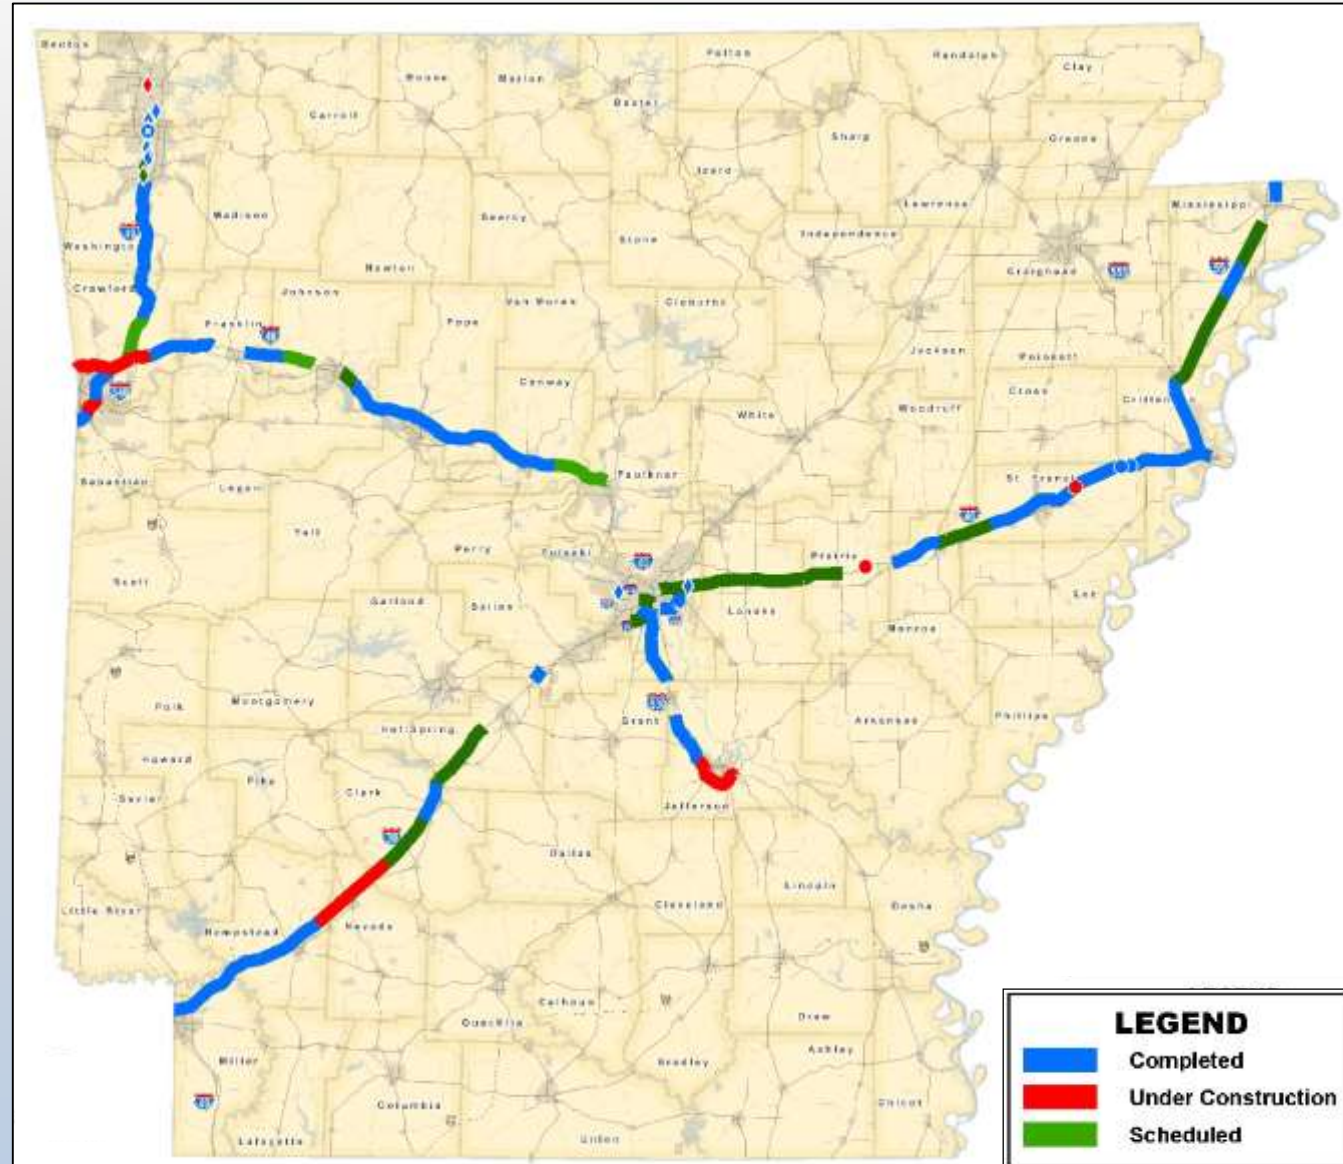 Benton
Carroll
Boone
Marion
Baxter
Fulton
Randolph
Clay
Sharp
Greene
Izard
Lawrence
Mississippi
Washington
Madison
Newton
Searcy
Stone
Independence
Craighead
Crawford
Franklin
Johnson
Pope
Van Buren
Cleburne
Jackson
Poinsett
Cross
Crittenden
Conway
White
Woodruff
St. Francis
Sebastian
Logan
Faulkner
Yell
Perry
Pulaski
Prairie
Lee
Scott
Garland
Saline
Lonoke
Monroe
Polk
Montgomery
Hot Spring
Grant
Arkansas
Phillips
Howard
Sevier
Pike
Clark
Jefferson
Dallas
Lincoln
Desha
Cleveland
Little River
Hempstead
Nevada
Calhoun
Ouachita
Drew
Miller
Bradley
Ashley
Columbia
Chicot
Lafayette
Union
LEGEND
Completed
Under Construction
Scheduled